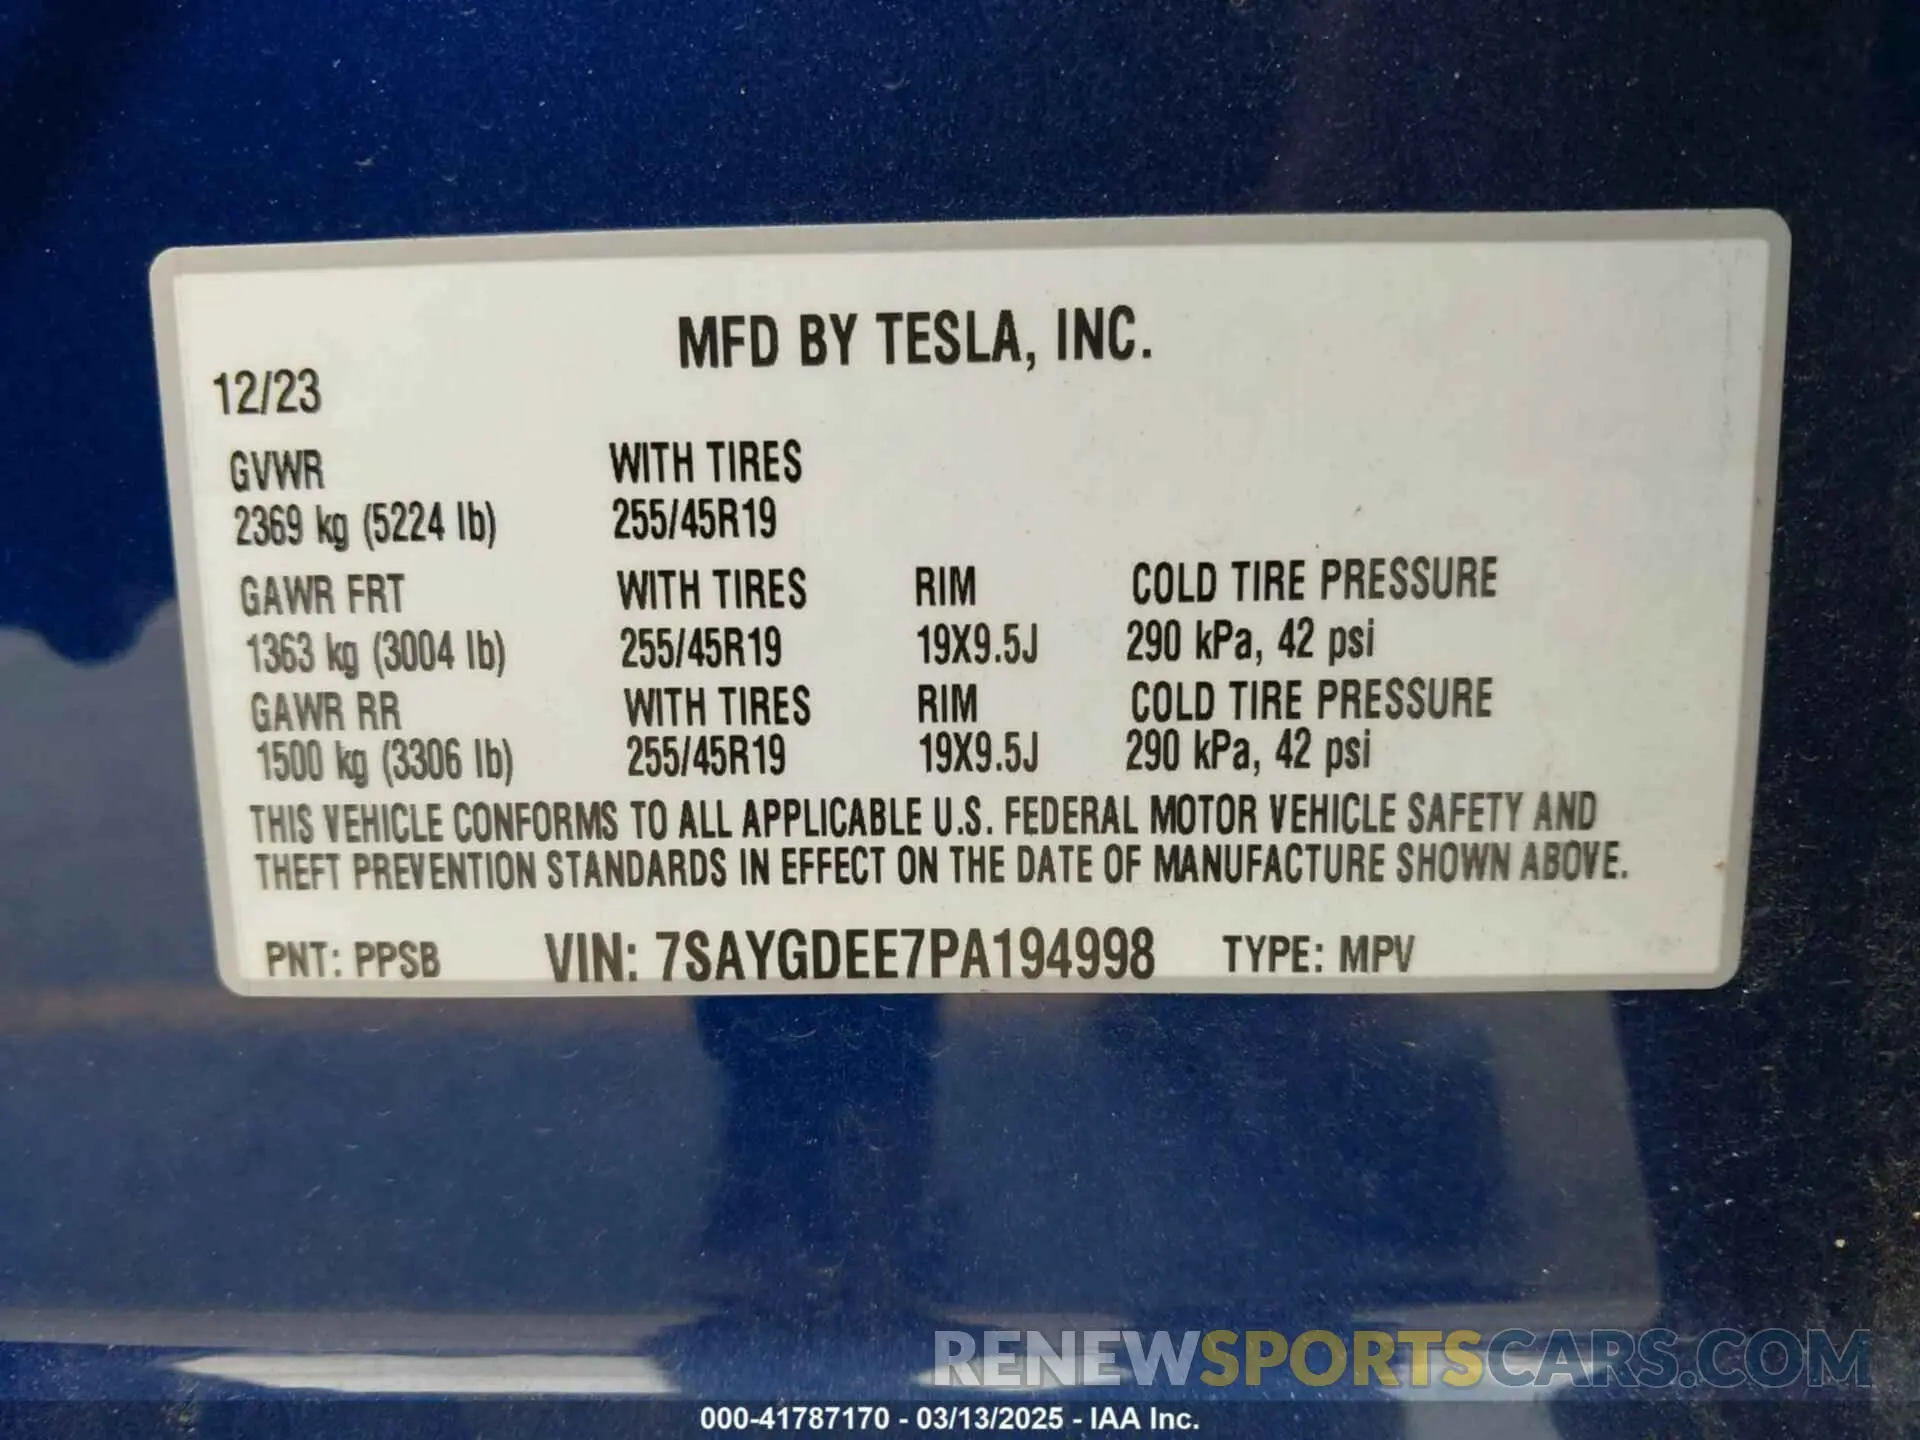 MFD BY TESLA, INC.
12/23
GVWR WITH TIRES
2369 kg (5224 lb) 255/45R19
GAWR FRT WITH TIRES RIM COLD TIRE PRESSURE
1363 kg (3004 lb) 255/45R19 19X9.5J 290 kPa, 42 psi
GAWR RR WITH TIRES RIM COLD TIRE PRESSURE
1500 kg (3306 lb) 255/45R19 19X9.5J 290 kPa, 42 psi
THIS VEHICLE CONFORMS TO ALL APPLICABLE U.S. FEDERAL MOTOR VEHICLE SAFETY AND
THEFT PREVENTION STANDARDS IN EFFECT ON THE DATE OF MANUFACTURE SHOWN ABOVE.
PNT: PPSB VIN: 7SAYGDEE7PA194998 TYPE: MPV
RENEWSPORTSCARS.COM
000-41787170 - 03/13/2025 - IAA Inc.